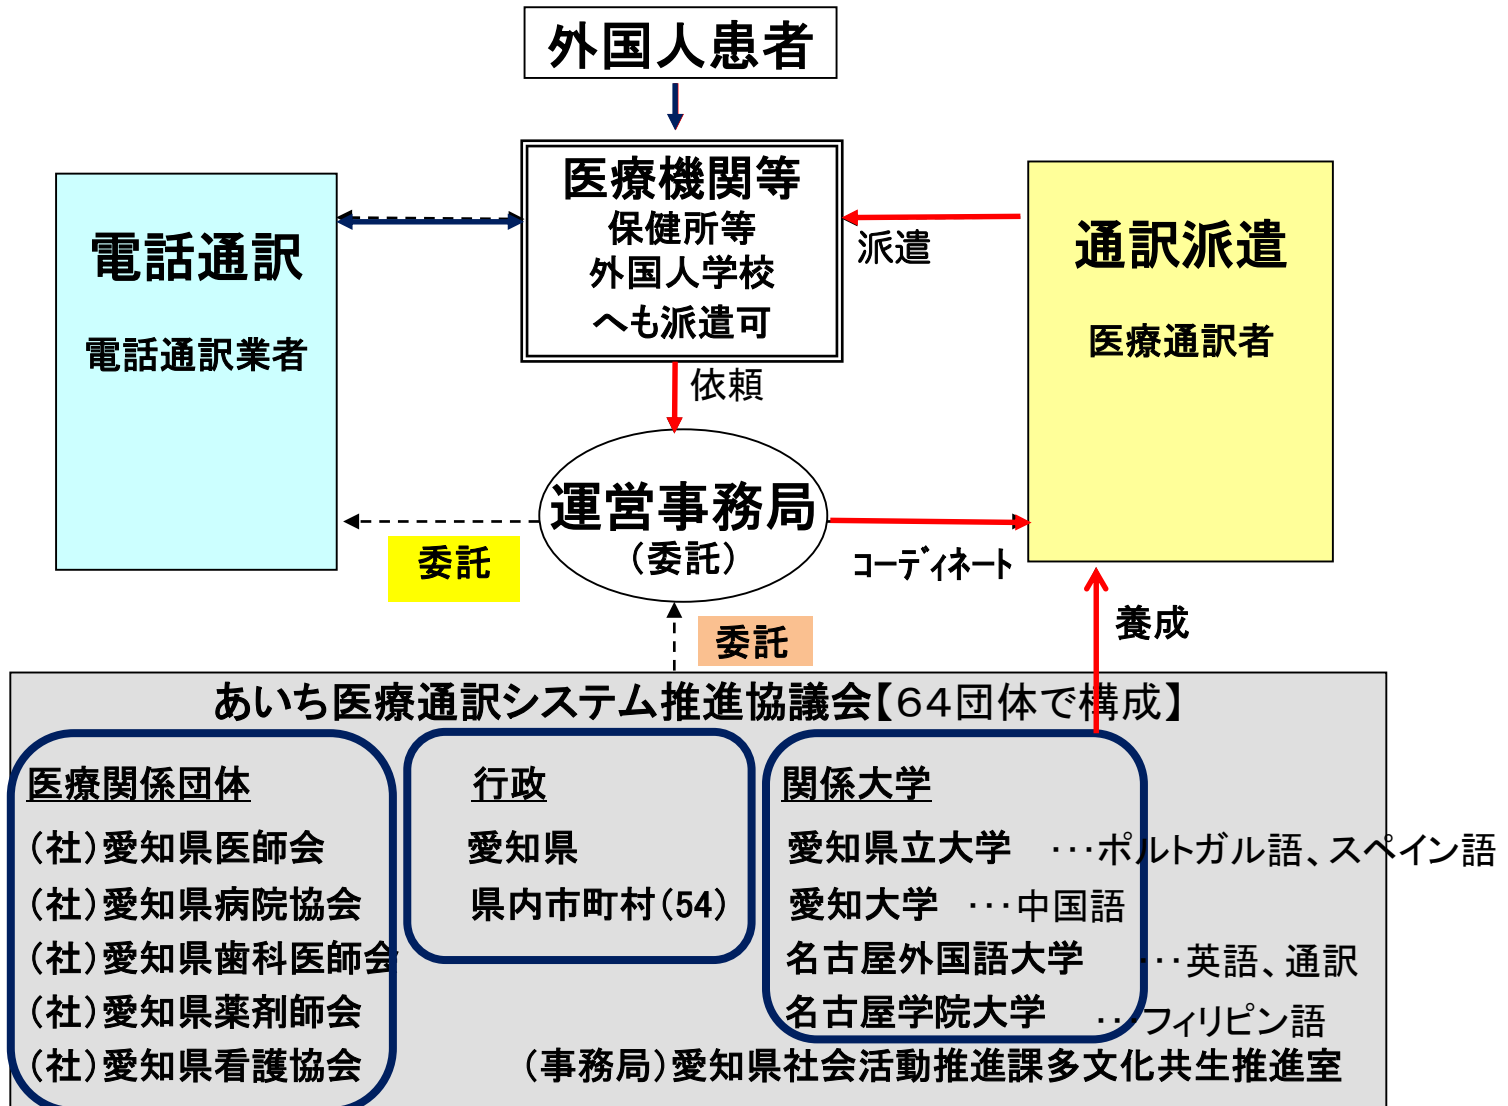 外国人患者
医療機関等
保健所等
外国人学校
へも派遣可
電話通訳
電話通訳業者
派遣
通訳派遣
医療通訳者
依頼
運営事務局
（委託）
委託
コーディネート
委託
養成
あいち医療通訳システム推進協議会【６４団体で構成】
医療関係団体
（社）愛知県医師会
（社）愛知県病院協会
（社）愛知県歯科医師会
（社）愛知県薬剤師会
（社）愛知県看護協会
行政
愛知県
県内市町村（54）
関係大学
愛知県立大学 …ポルトガル語、スペイン語
愛知大学 …中国語
名古屋外国語大学 …英語、通訳
名古屋学院大学 …フィリピン語
（事務局）愛知県社会活動推進課多文化共生推進室